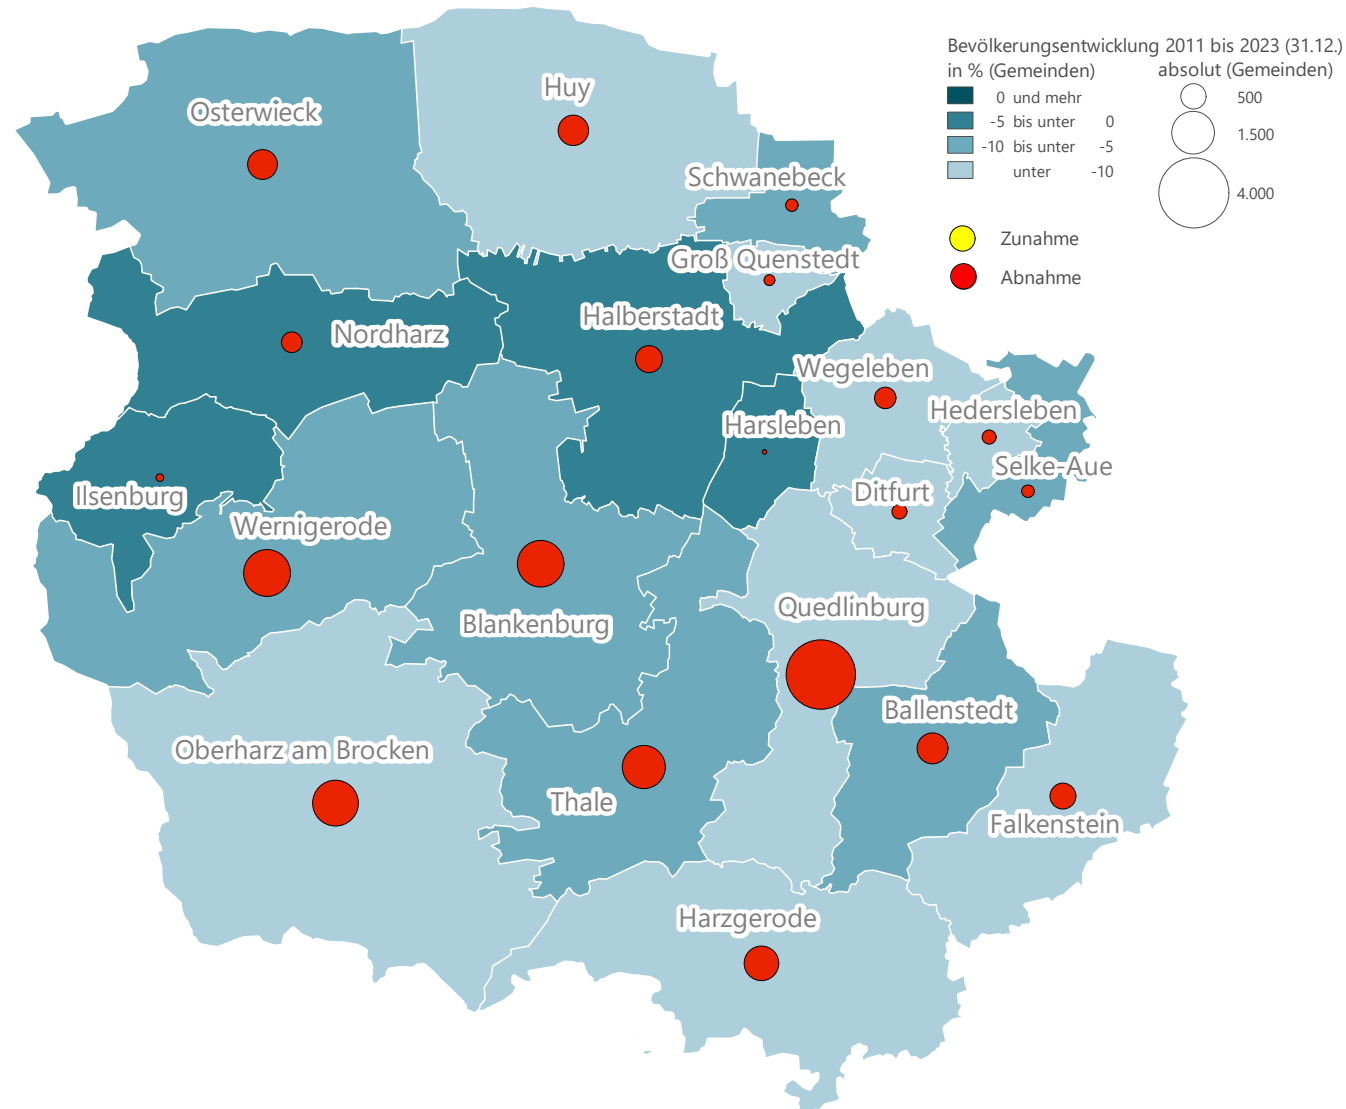 Bevölkerungsentwicklung 2011 bis 2023 (31.12.)
in % (Gemeinden) absolut (Gemeinden)
0 und mehr 500
-5 bis unter 0
-10 bis unter -5 1.500
unter -10
4.000
Zunahme
Abnahme
Huy
Osterwieck
Schwanebeck
Groß Quenstedt
Halberstadt
Nordharz
Wegeleben
Hedersleben
Harsleben
Selke-Aue
Ditfurt
Ilsenburg
Wernigerode
Quedlinburg
Blankenburg
Ballenstedt
Oberharz am Brocken
Thale
Falkenstein
Harzgerode